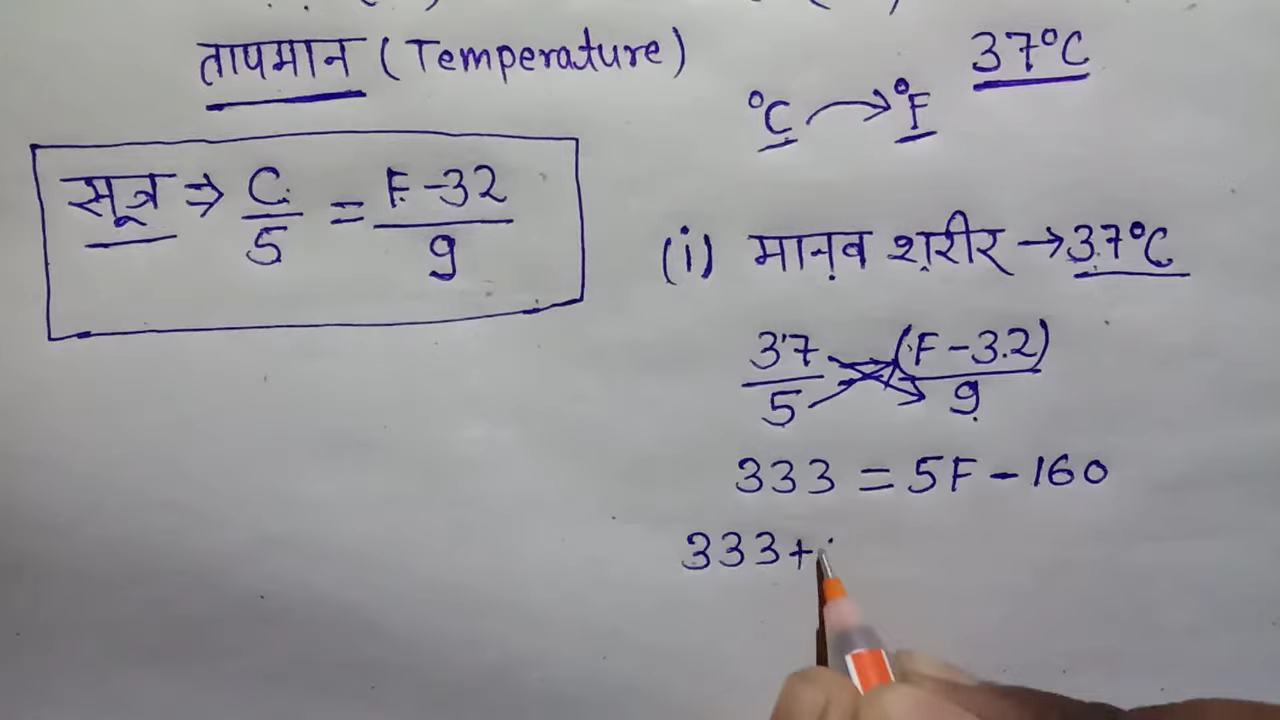 तापमान (Temperature)
37°C
°C → °F
सूत्र ⇒ C/5 = F-32/9
(i) मानव शरीर → 37°C
37/5 (F-32)/9
333 = 5F - 160
333+